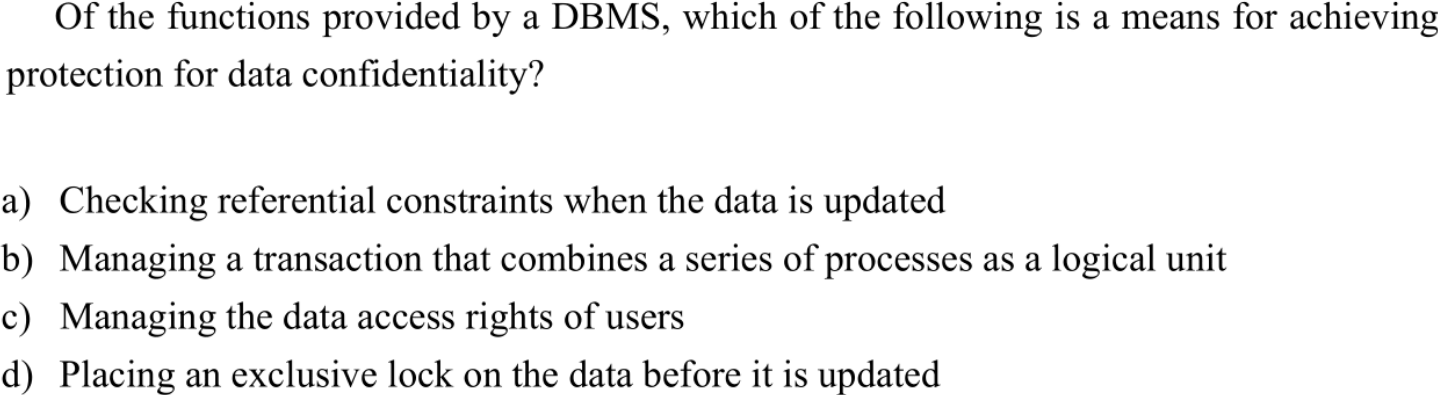 Of the functions provided by a DBMS, which of the following is a means for achieving
protection for data confidentiality?
a) Checking referential constraints when the data is updated
b) Managing a transaction that combines a series of processes as a logical unit
c) Managing the data access rights of users
d) Placing an exclusive lock on the data before it is updated